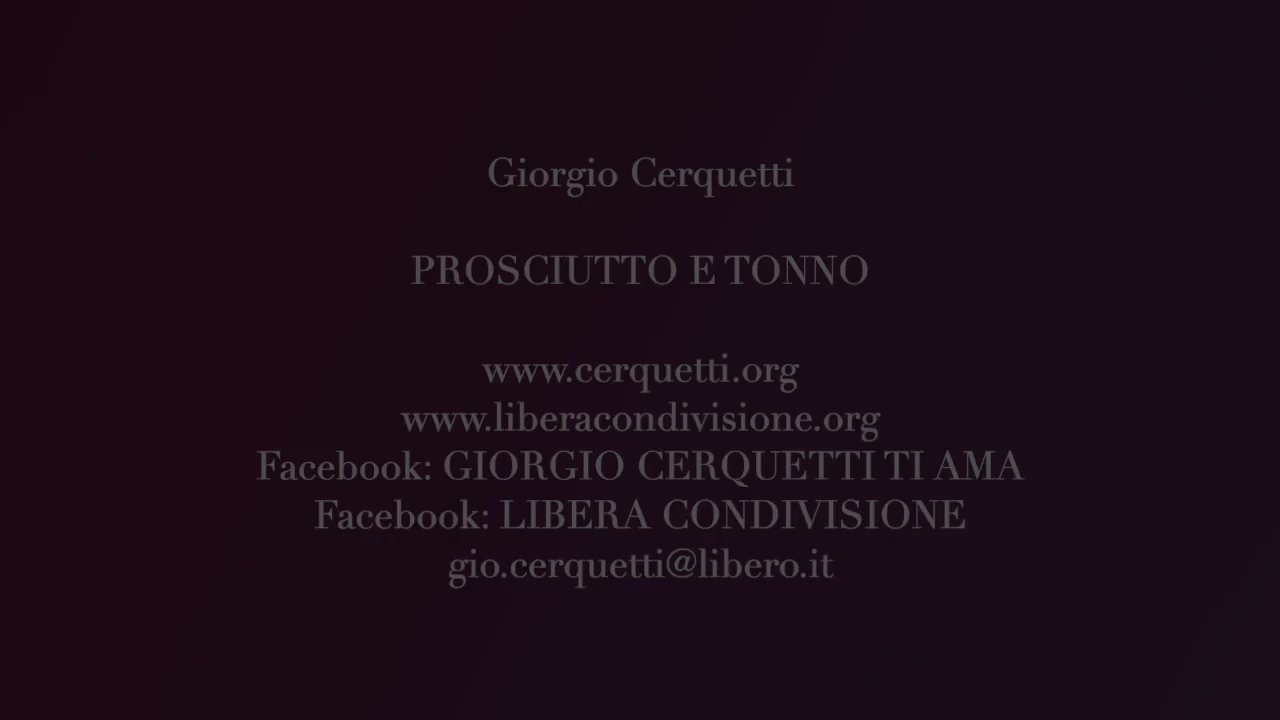 Giorgio Cerquetti
PROSCIUTTO E TONNO
www.cerquetti.org
www.liberacondivisione.org
Facebook: GIORGIO CERQUETTI TI AMA
Facebook: LIBERA CONDIVISIONE
gio.cerquetti@libero.it